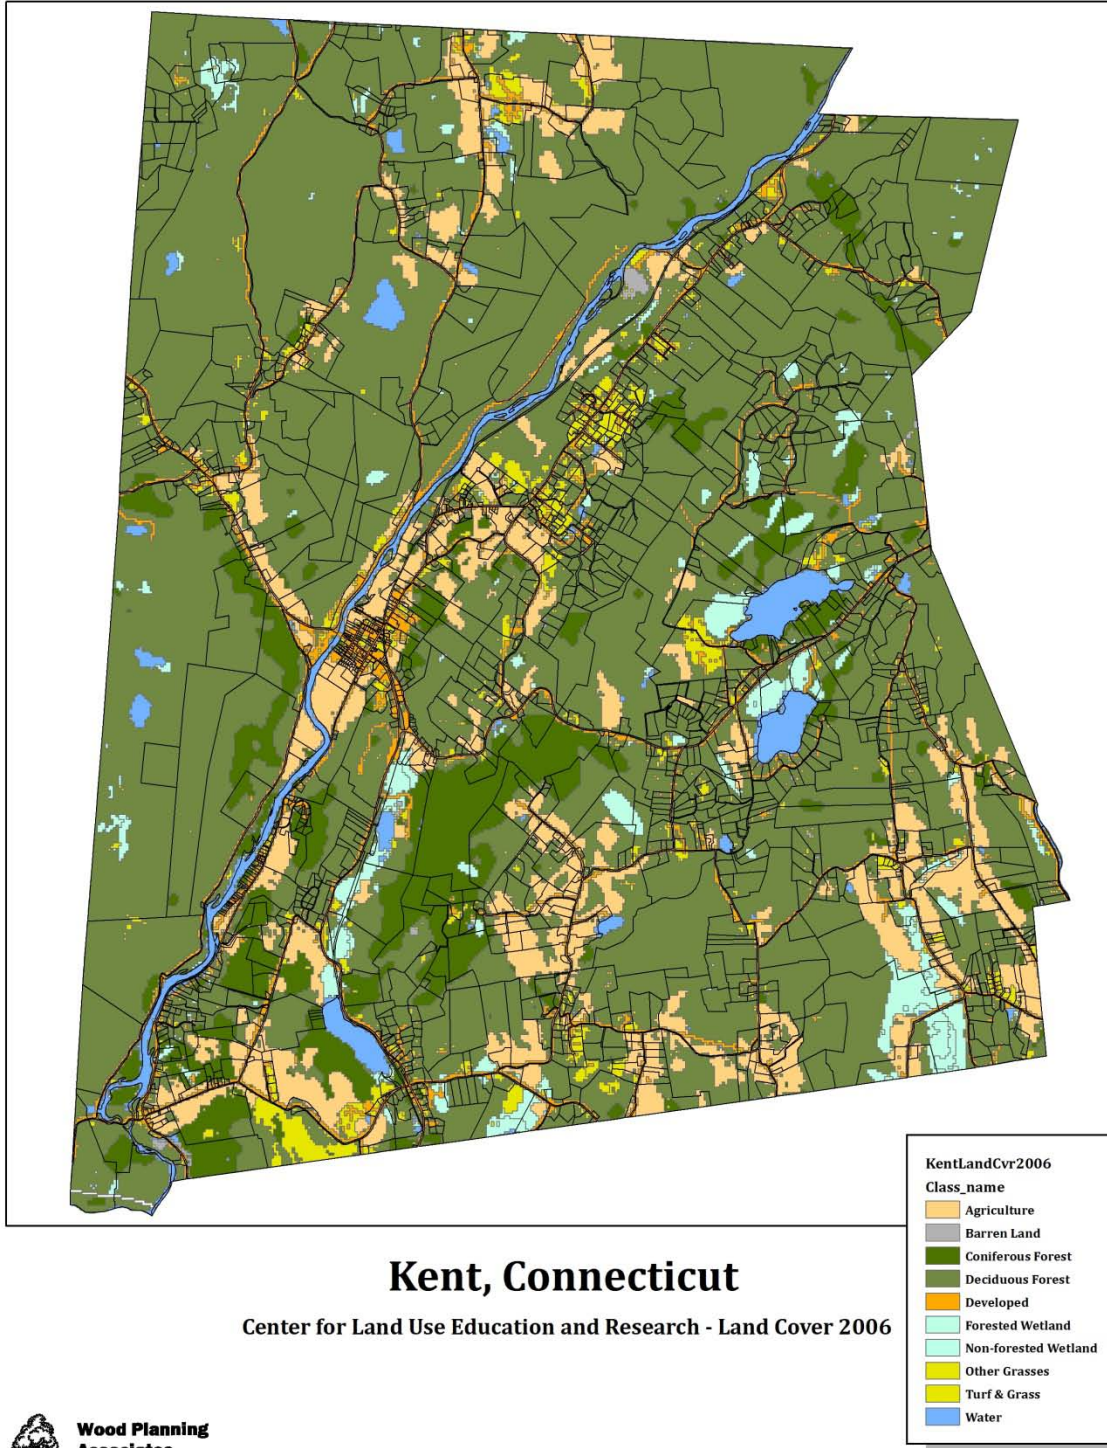 KentLandCvr2006
Class_name
Agriculture
Barren Land
Coniferous Forest
Deciduous Forest
Developed
Forested Wetland
Non-forested Wetland
Other Grasses
Turf & Grass
Water
Kent, Connecticut
Center for Land Use Education and Research - Land Cover 2006
Wood Planning
Associates